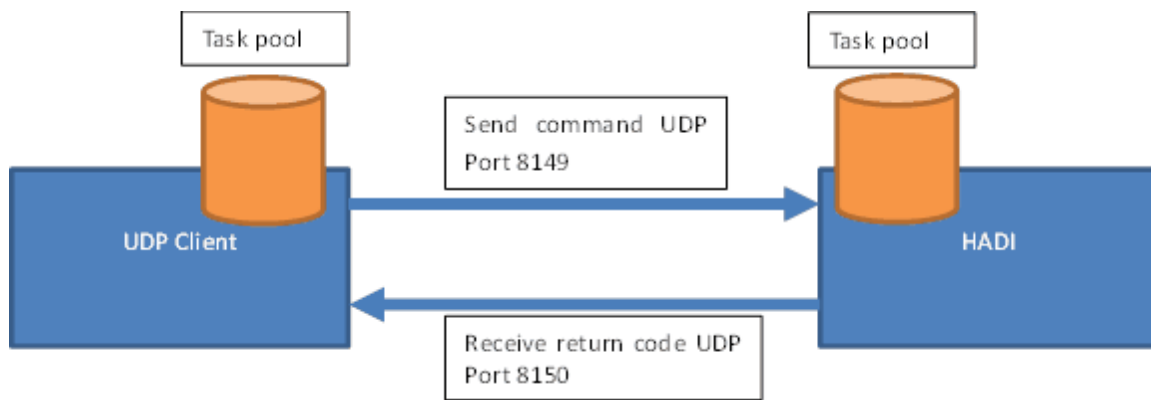 Task pool
Task pool
Send command UDP
Port 8149
UDP Client
HADI
Receive return code UDP
Port 8150